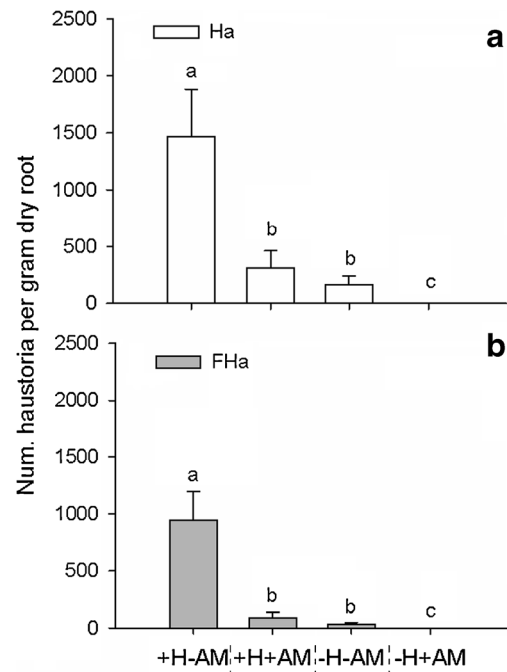 Num. haustoria per gram dry root
2500
2000
1500
1000
500
0
Ha
a
a
b
b
c
2500
2000
1500
1000
500
0
FHa
b
a
b
b
c
+H-AM +H+AM -H-AM -H+AM